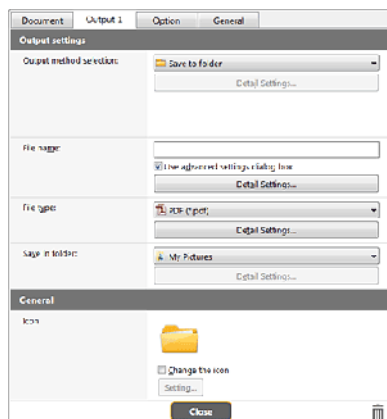 Document Output 1 Option General
Output settings
Output method selection: Save to folder
Detail Settings...
File name:
Use advanced settings dialog box
Detail Settings...
File type: PDF (*.pdf)
Detail Settings...
Save in folder: My Pictures
Detail Settings...
General
Icon
Change the icon
Setting...
Close